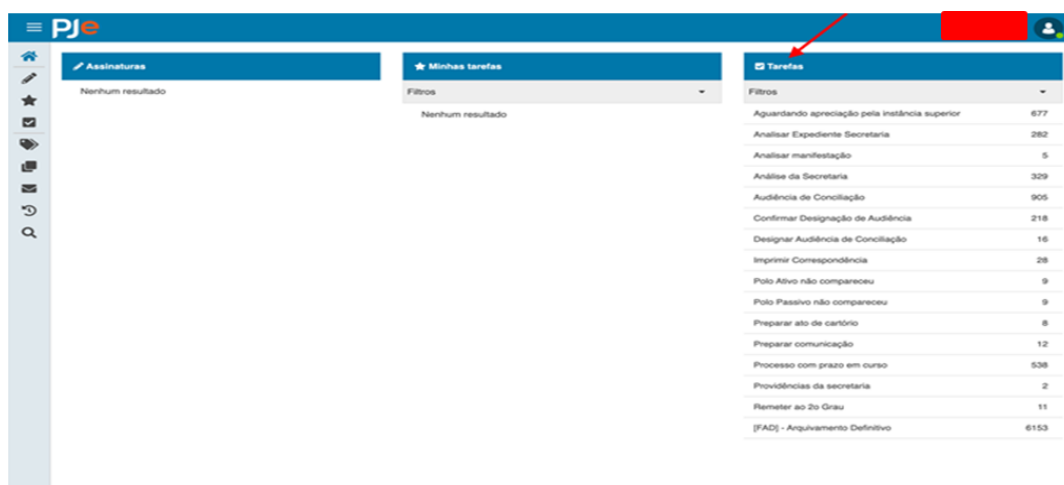 PJe
Assinaturas
Nenhum resultado
Minhas tarefas
Filtros
Nenhum resultado
Tarefas
Filtros
Aguardando apreciação pela instância superior 677
Analisar Expediente Secretaria 282
Analisar manifestação 5
Análise da Secretaria 329
Audiência de Conciliação 905
Confirmar Designação de Audiência 218
Designar Audiência de Conciliação 16
Imprimir Correspondência 28
Polo Ativo não compareceu 9
Polo Passivo não compareceu 9
Preparar ato de cartório 8
Preparar comunicação 12
Processo com prazo em curso 538
Providências da secretaria 2
Remeter ao 2o Grau 11
[FAD] - Arquivamento Definitivo 6153